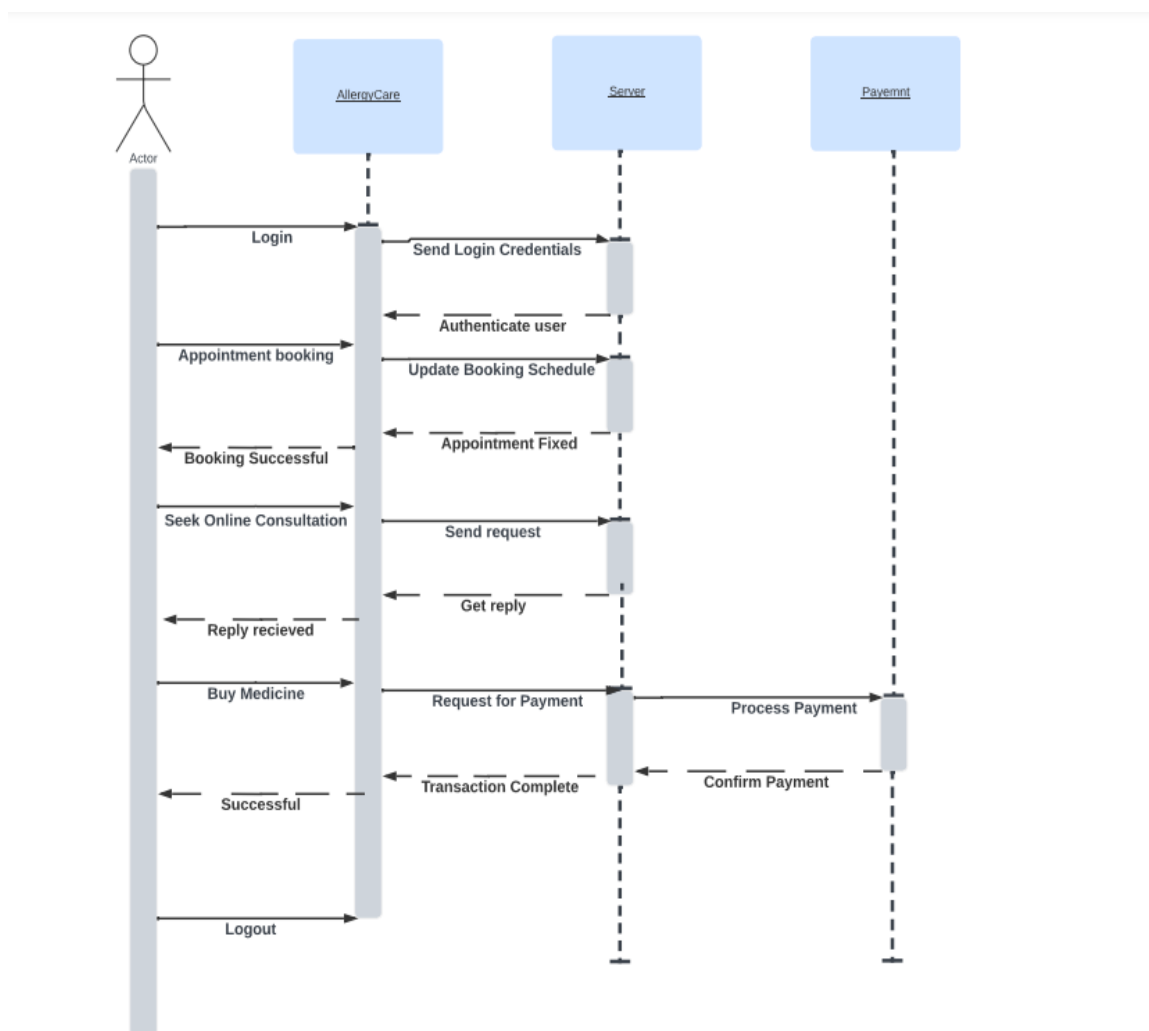 AllergyCare
Server
Payemnt
Actor
Login
Send Login Credentials
Authenticate user
Appointment booking
Update Booking Schedule
Appointment Fixed
Booking Successful
Seek Online Consultation
Send request
Get reply
Reply recieved
Buy Medicine
Request for Payment
Process Payment
Confirm Payment
Transaction Complete
Successful
Logout